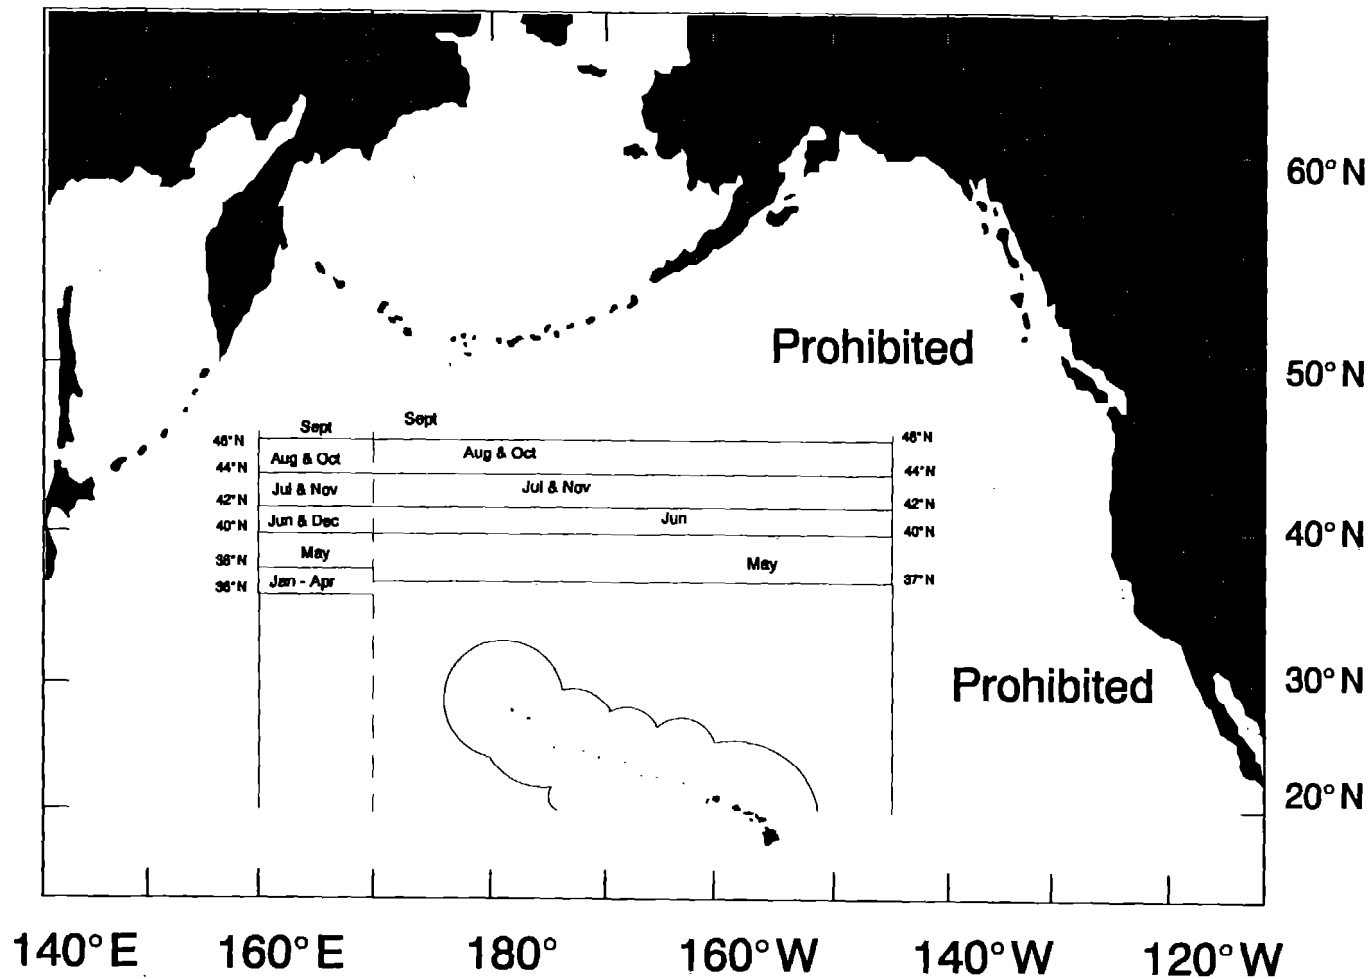 60°N
Prohibited
50°N
Sept
Sept
46°N
46°N
Aug & Oct
Aug & Oct
44°N
44°N
Jul & Nov
Jul & Nov
42°N
42°N
Jun & Dec
Jun
40°N
40°N
40°N
May
May
38°N
37°N
Jan - Apr
36°N
Prohibited
30°N
20°N
140°E 160°E 180° 160°W 140°W 120°W